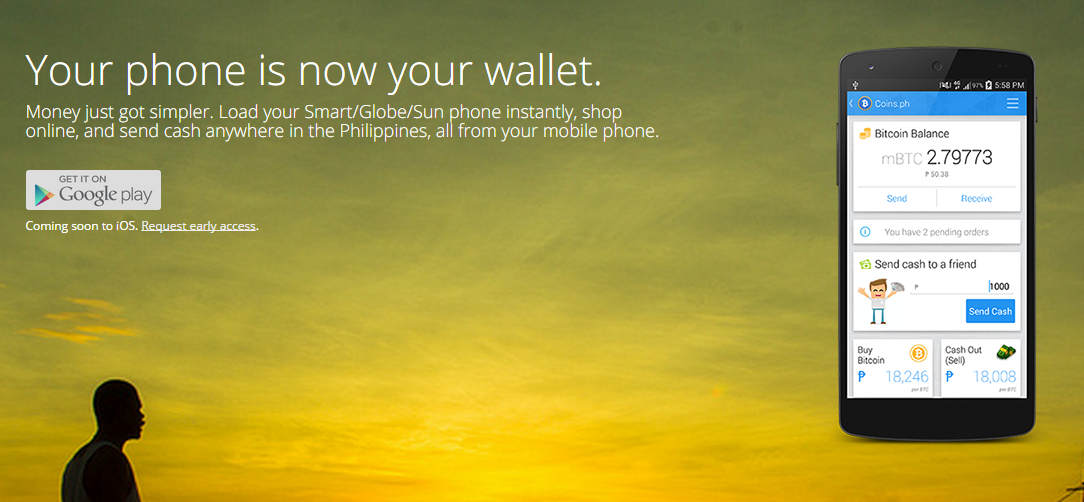 Your phone is now your wallet.
Money just got simpler. Load your Smart/Globe/Sun phone instantly, shop
online, and send cash anywhere in the Philippines, all from your mobile phone.
GET IT ON
Google play
Coming soon to iOS. Request early access.
4G 97% 5:58 PM
Coins.ph
Bitcoin Balance
mBTC 2.79773
₱ 50.38
Send Receive
You have 2 pending orders
Send cash to a friend
₱ 1000
Send Cash
Buy
Bitcoin
₱ 18,246
per BTC
Cash Out
(Sell)
₱ 18,008
per BTC